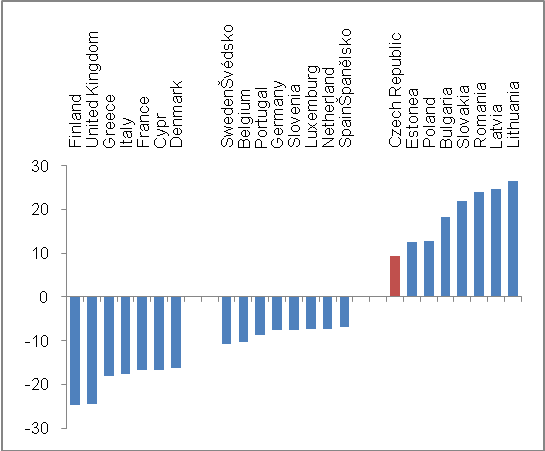 Finland
United Kingdom
Greece
Italy
France
Cypr
Denmark
SwedenŠvédsko
Belgium
Portugal
Germany
Slovenia
Luxemburg
Netherland
SpainŠpanělsko
Czech Republic
Estonea
Poland
Bulgaria
Slovakia
Romania
Latvia
Lithuania
30
20
10
0
-10
-20
-30